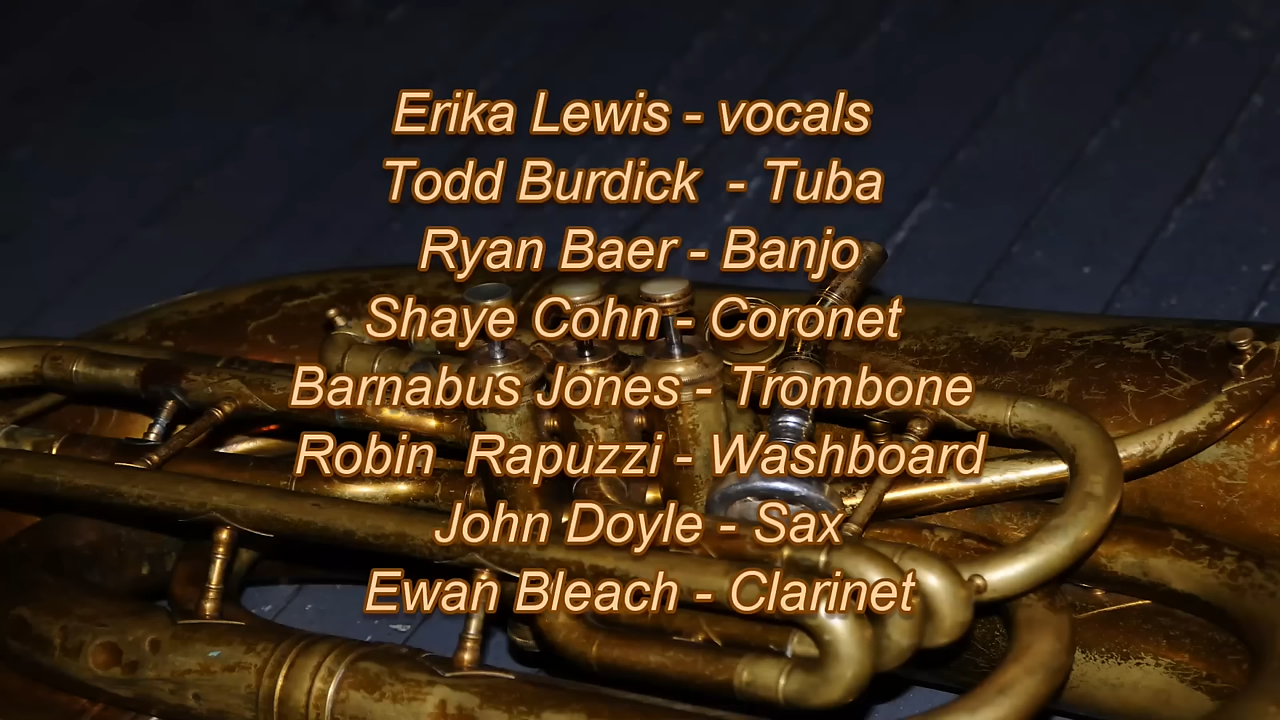 Erika Lewis - vocals
Todd Burdick - Tuba
Ryan Baer - Banjo
Shaye Cohn - Coronet
Barnabus Jones - Trombone
Robin Rapuzzi - Washboard
John Doyle - Sax
Ewan Bleach - Clarinet